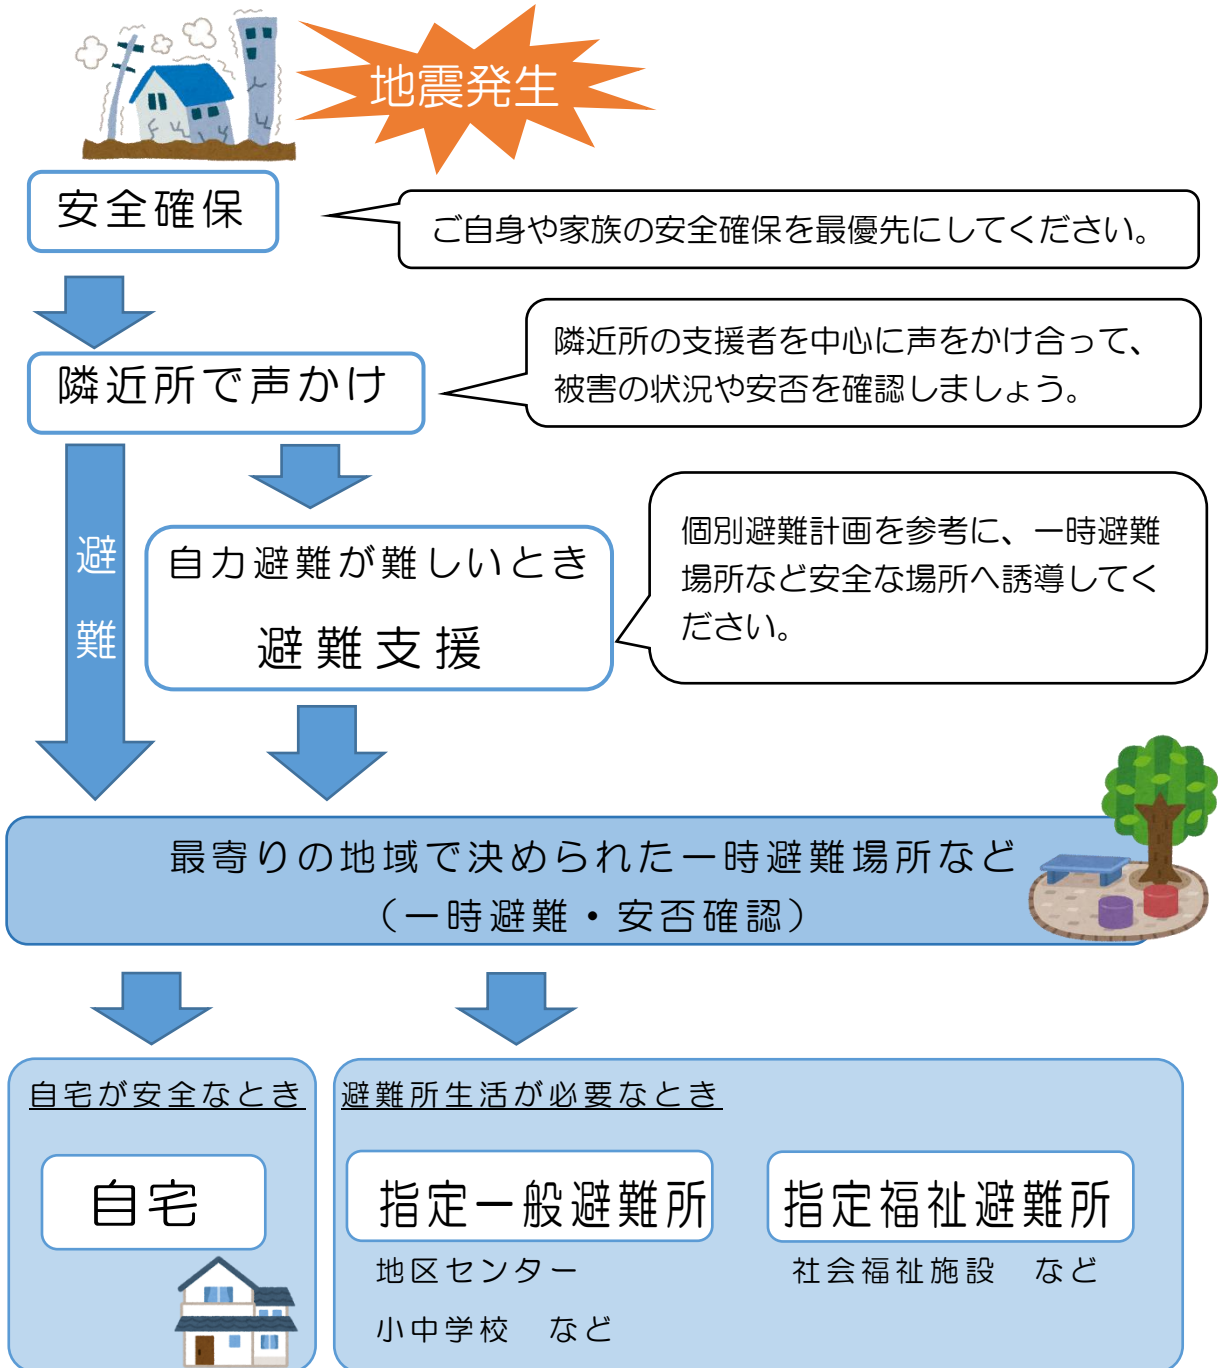 地震発生
安全確保
ご自身や家族の安全確保を最優先にしてください。
隣近所で声かけ
隣近所の支援者を中心に声をかけ合って、
被害の状況や安否を確認しましょう。
避難
自力避難が難しいとき
避難支援
個別避難計画を参考に、一時避難
場所など安全な場所へ誘導してく
ださい。
最寄りの地域で決められた一時避難場所など
（一時避難・安否確認）
自宅が安全なとき
自宅
避難所生活が必要なとき
指定一般避難所
地区センター
小中学校　など
指定福祉避難所
社会福祉施設　など